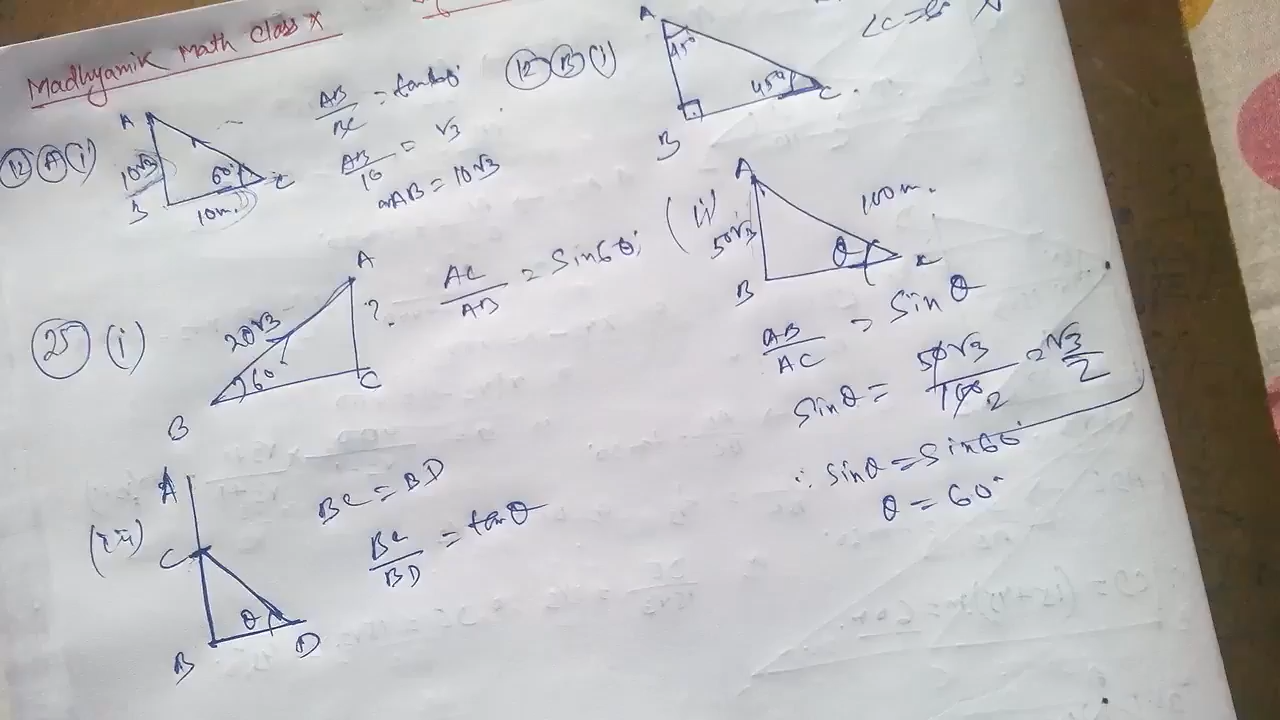 Madhyamik Math Class X
12 A (i)
A
10√3
60°
B
10m.
C
AB/BC = tan60°
AB/10 = √3
AB = 10√3
12 B (i)
A
45°
45°
B
C
∠C =
25 (i)
A
20√3
?
60°
B
C
AC/AB = Sin60°
(ii)
A
50√3
100m.
θ
B
AB/AC = Sin θ
Sinθ = 50√3/100 2 = √3/2
∴ Sinθ = Sin60°
θ = 60°
(iii)
A
C
θ
B
D
BC = BD
BC/BD = tanθ